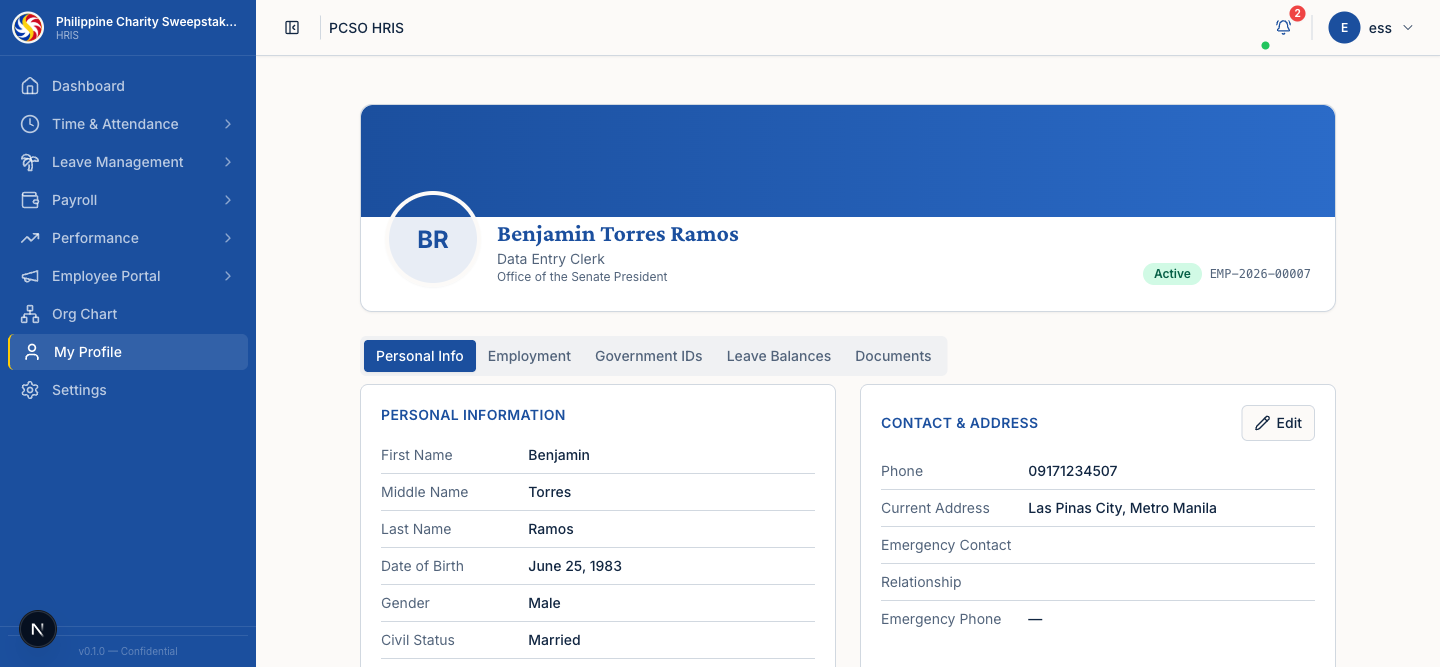 Philippine Charity Sweepstak...
HRIS
Dashboard
Time & Attendance
Leave Management
Payroll
Performance
Employee Portal
Org Chart
My Profile
Settings
N
v0.1.0 — Confidential
PCSO HRIS
2
E
ess
BR
Benjamin Torres Ramos
Data Entry Clerk
Office of the Senate President
Active
EMP-2026-00007
Personal Info
Employment
Government IDs
Leave Balances
Documents
PERSONAL INFORMATION
First Name Benjamin
Middle Name Torres
Last Name Ramos
Date of Birth June 25, 1983
Gender Male
Civil Status Married
CONTACT & ADDRESS
Edit
Phone 09171234507
Current Address Las Pinas City, Metro Manila
Emergency Contact
Relationship
Emergency Phone —